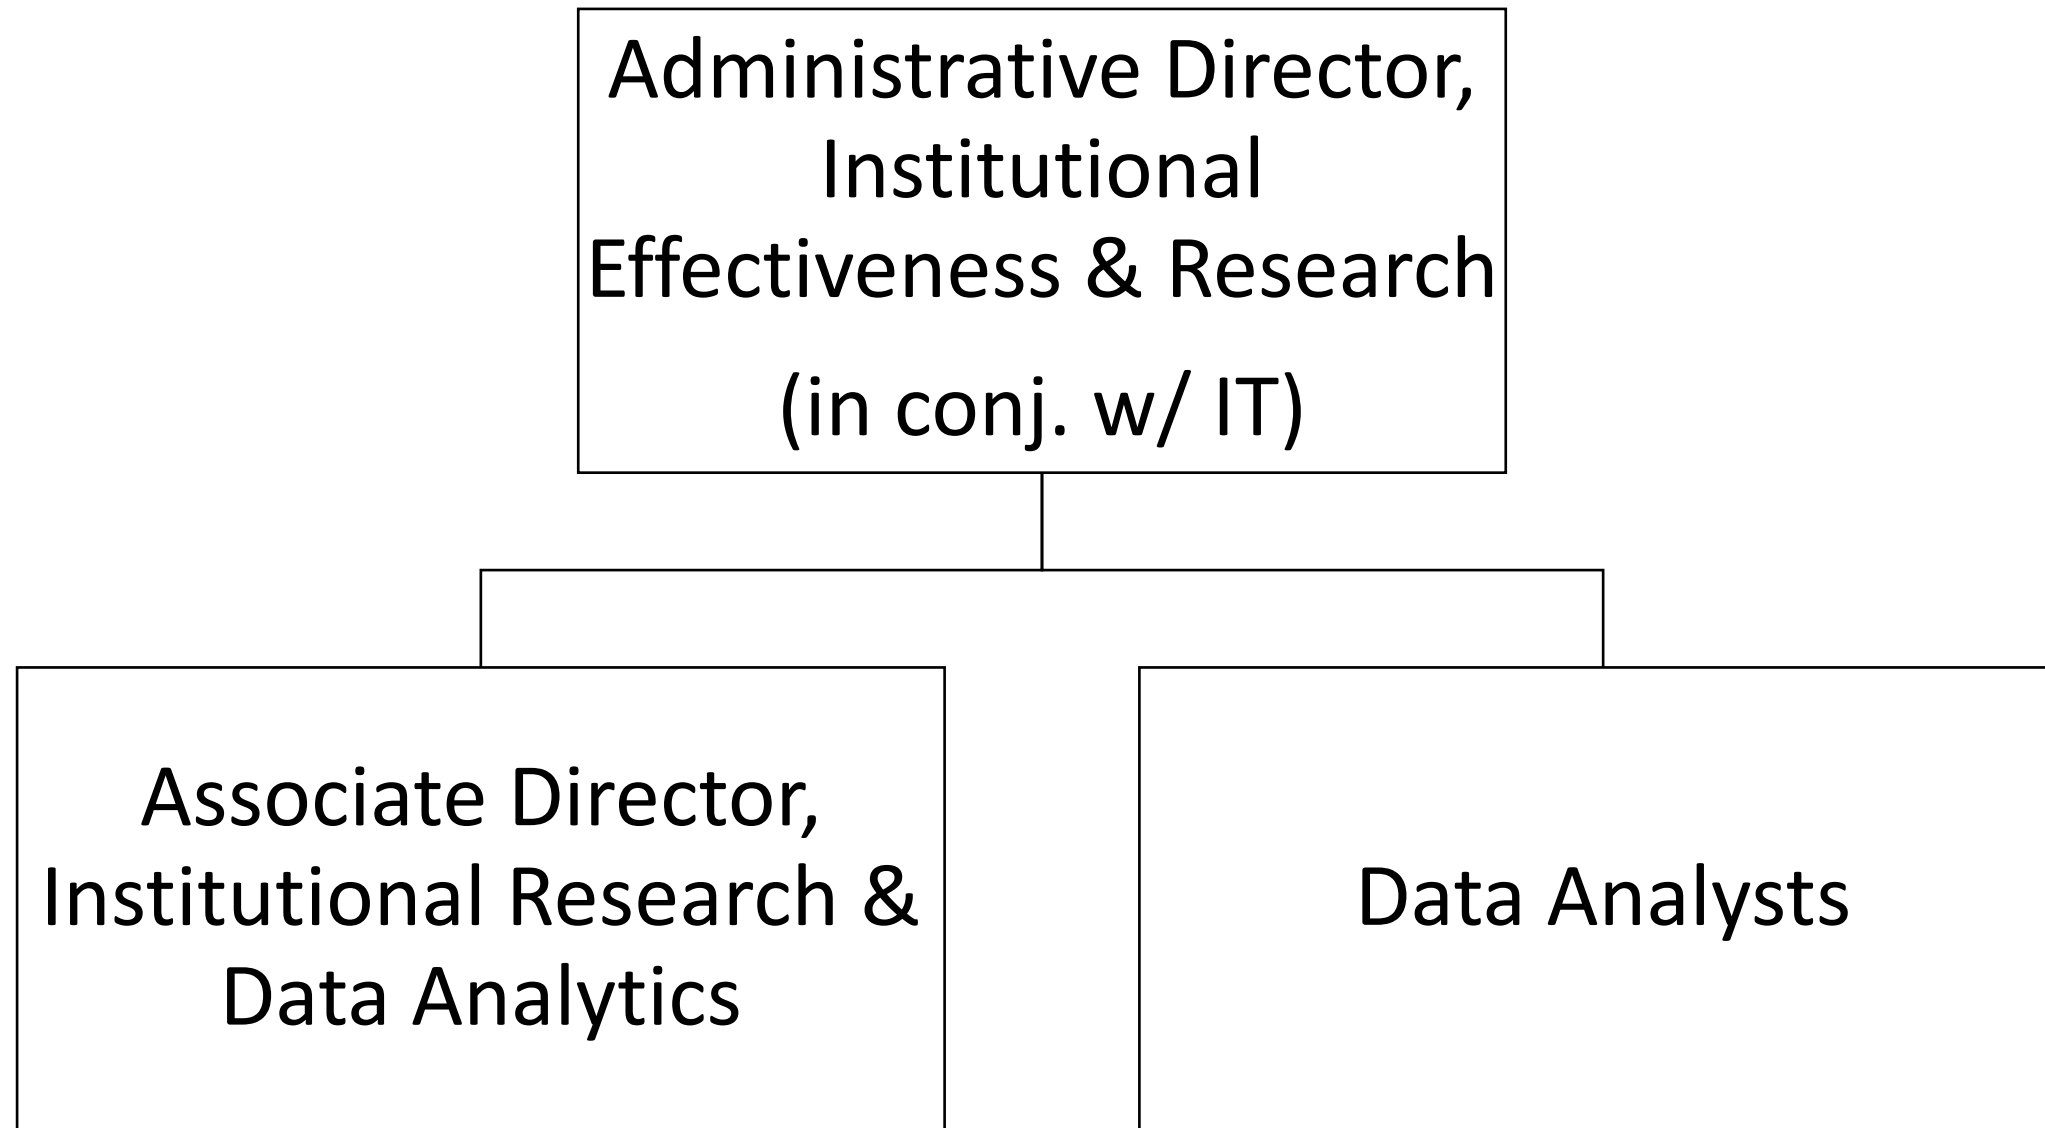 Administrative Director,
Institutional
Effectiveness & Research
(in conj. w/ IT)
Associate Director,
Institutional Research &
Data Analytics
Data Analysts